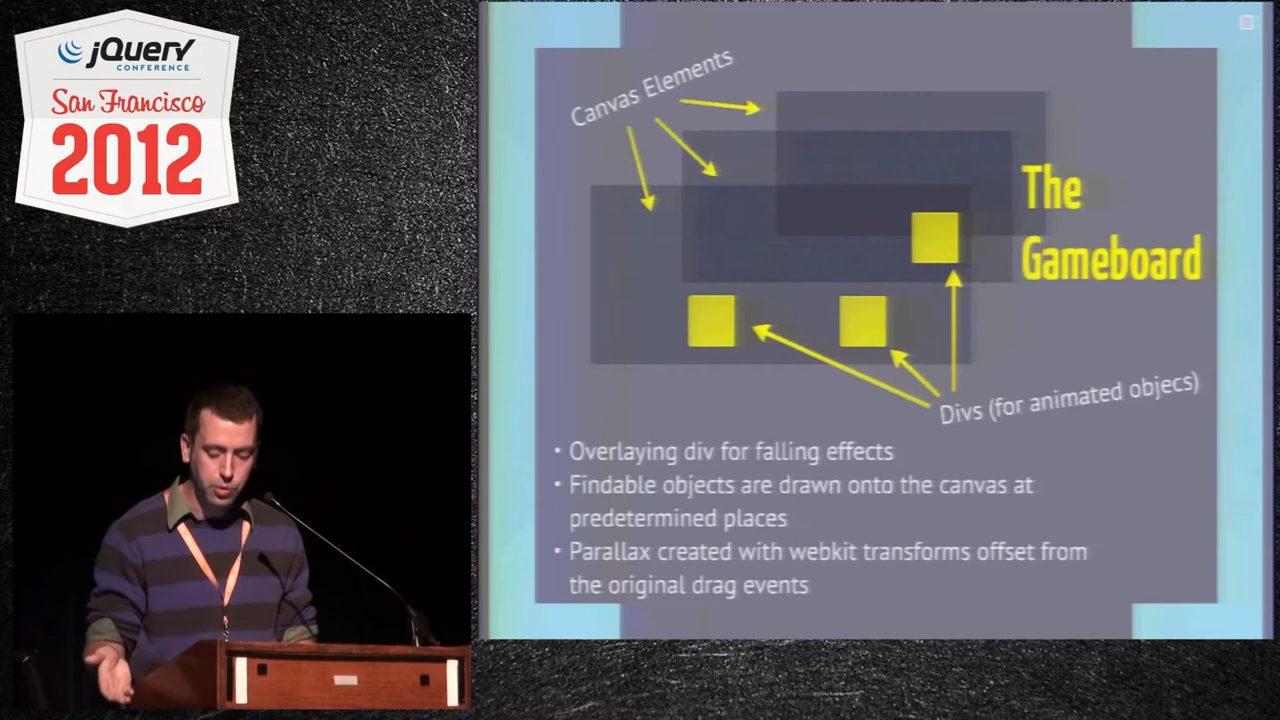 jQuery
CONFERENCE
San Francisco
2012
Canvas Elements
The
Gameboard
Divs (for animated objecs)
• Overlaying div for falling effects
• Findable objects are drawn onto the canvas at
predetermined places
• Parallax created with webkit transforms offset from
the original drag events